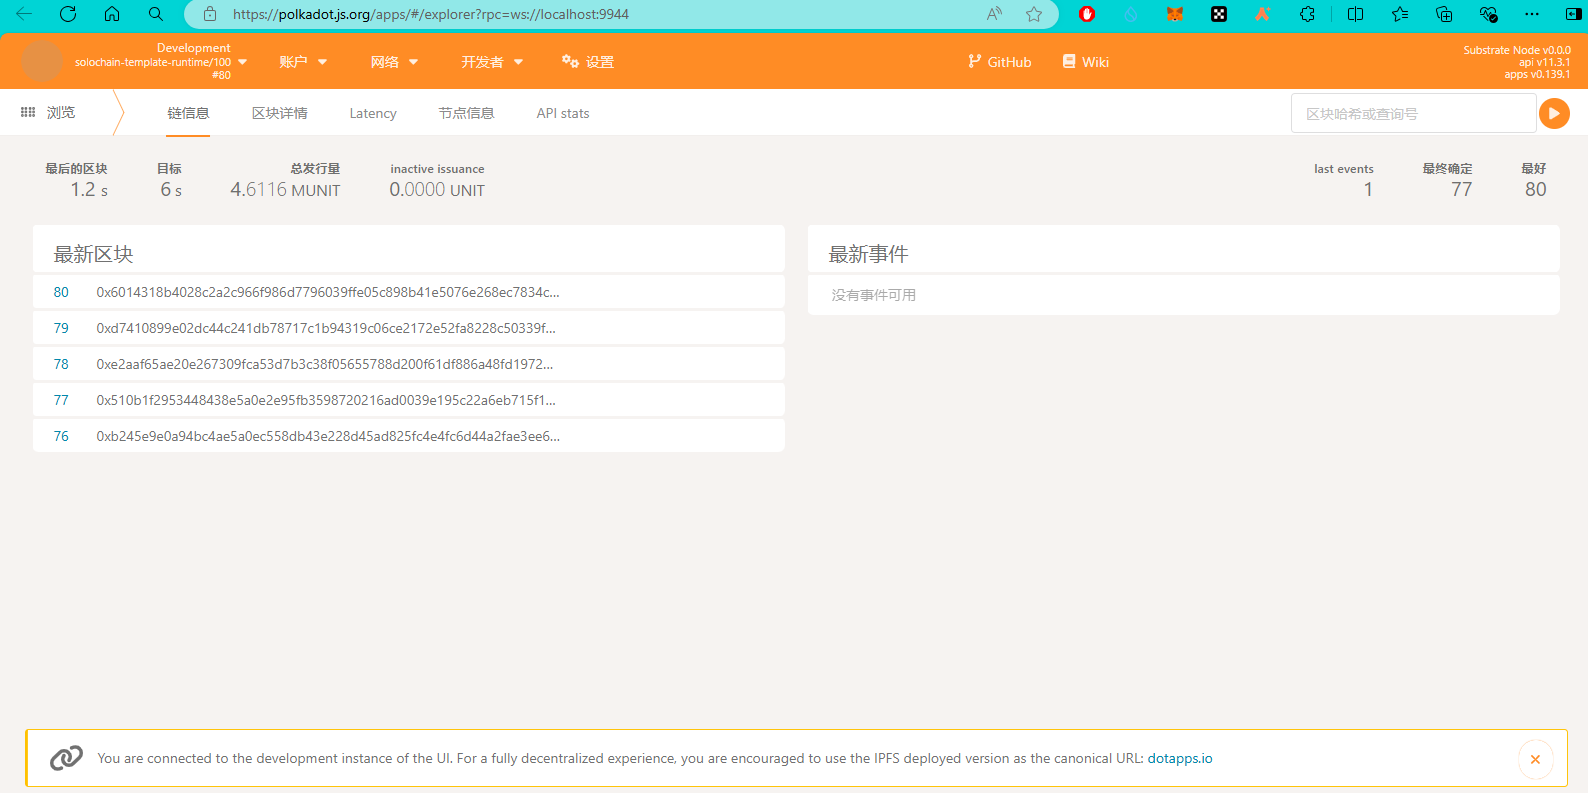 https://polkadot.js.org/apps/#/explorer?rpc=ws://localhost:9944
Development
solochain-template-runtime/100
#80
账户
网络
开发者
设置
GitHub
Wiki
Substrate Node v0.0.0
api v11.3.1
apps v0.139.1
浏览
链信息
区块详情
Latency
节点信息
API stats
区块哈希或查询号
最后的区块
1.2 s
目标
6 s
总发行量
4.6116 MUNIT
inactive issuance
0.0000 UNIT
last events
1
最终确定
77
最好
80
最新区块
80 0x6014318b4028c2a2c966f986d7796039ffe05c898b41e5076e268ec7834c...
79 0xd7410899e02dc44c241db78717c1b94319c06ce2172e52fa8228c50339f...
78 0xe2aaf65ae20e267309fca53d7b3c38f05655788d200f61df886a48fd1972...
77 0x510b1f2953448438e5a0e2e95fb3598720216ad0039e195c22a6eb715f1...
76 0xb245e9e0a94bc4ae5a0ec558db43e228d45ad825fc4e4fc6d44a2fae3ee6...
最新事件
没有事件可用
You are connected to the development instance of the UI. For a fully decentralized experience, you are encouraged to use the IPFS deployed version as the canonical URL: dotapps.io